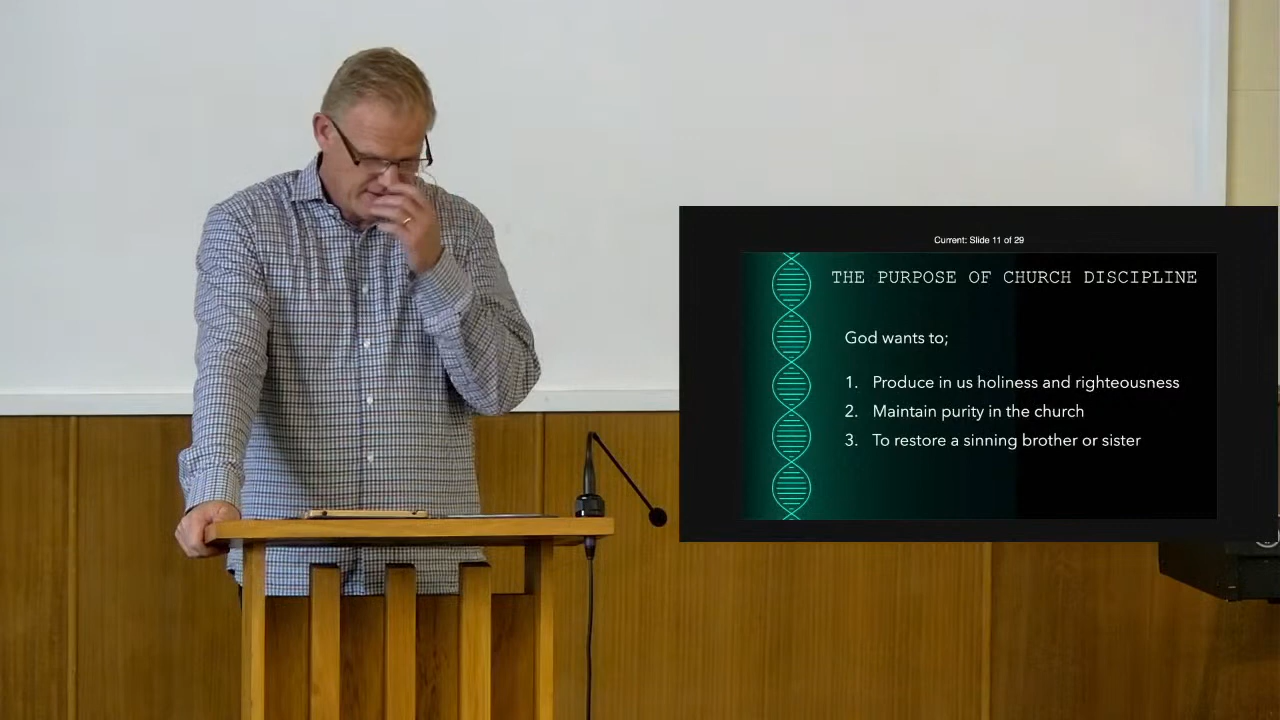 Current: Slide 11 of 29
THE PURPOSE OF CHURCH DISCIPLINE
God wants to;
1. Produce in us holiness and righteousness
2. Maintain purity in the church
3. To restore a sinning brother or sister